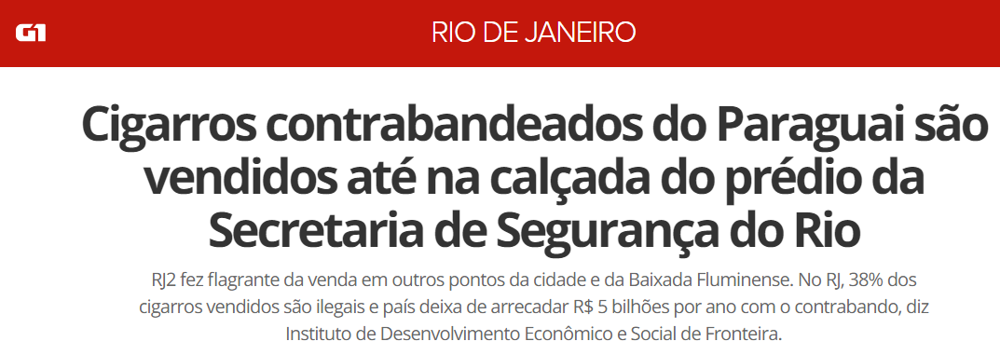 G1
RIO DE JANEIRO
Cigarros contrabandeados do Paraguai são
vendidos até na calçada do prédio da
Secretaria de Segurança do Rio
RJ2 fez flagrante da venda em outros pontos da cidade e da Baixada Fluminense. No RJ, 38% dos
cigarros vendidos são ilegais e país deixa de arrecadar R$ 5 bilhões por ano com o contrabando, diz
Instituto de Desenvolvimento Econômico e Social de Fronteira.